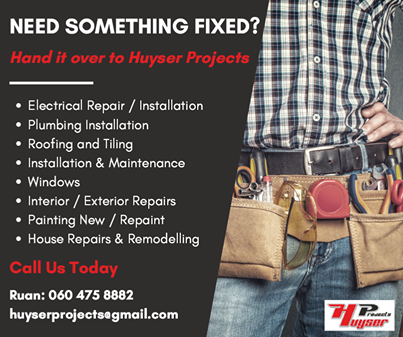 NEED SOMETHING FIXED?
Hand it over to Huyser Projects
Electrical Repair / Installation
Plumbing Installation
Roofing and Tiling
Installation & Maintenance
Windows
Interior / Exterior Repairs
Painting New / Repaint
House Repairs & Remodelling
Call Us Today
Ruan: 060 475 8882
huyserprojects@gmail.com
Projects
Huyser